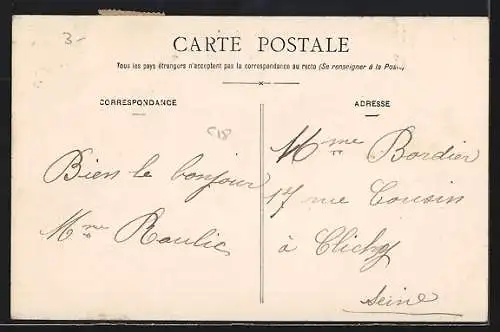 3-
CARTE POSTALE
Tous les pays étrangers n'acceptent pas la correspondance au recto (Se renseigner à la Poste)
CORRESPONDANCE
ADRESSE
C18
Bien le bonjour
Mme Raulic
Mme Bordier
17 rue Cousin
à Clichy
Seine